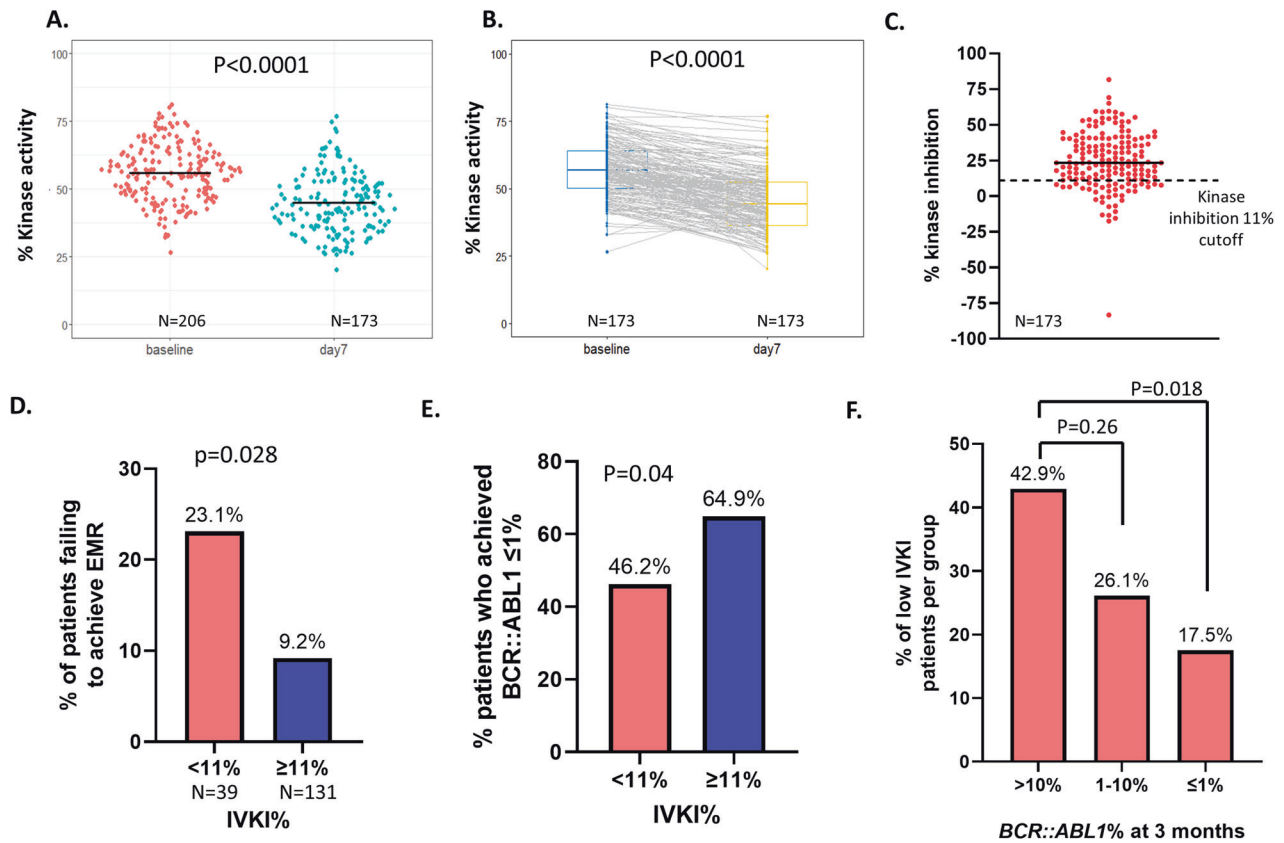 A.
% Kinase activity
100
75
50
25
0
P<0.0001
N=206
N=173
baseline
day7
B.
% Kinase activity
100
75
50
25
0
P<0.0001
N=173
N=173
baseline
day7
C.
% kinase inhibition
100
75
50
25
0
-25
-50
-75
-100
Kinase
inhibition 11%
cutoff
N=173
D.
p=0.028
% of patients failing
to achieve EMR
30
20
10
0
23.1%
9.2%
<11%
≥11%
N=39
N=131
IVKI%
E.
P=0.04
% patients who achieved
BCR::ABL1 ≤1%
80
60
40
20
0
46.2%
64.9%
<11%
≥11%
IVKI%
F.
P=0.018
P=0.26
% of low IVKI
patients per group
50
40
30
20
10
0
42.9%
26.1%
17.5%
>10%
1-10%
≤1%
BCR::ABL1% at 3 months